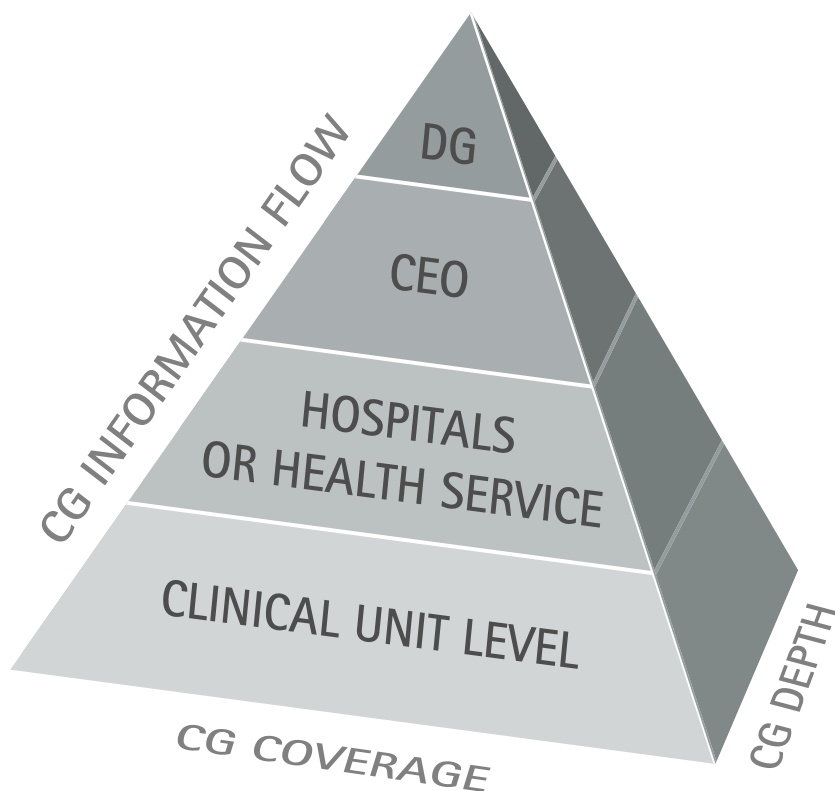 CG INFORMATION FLOW
DG
CEO
HOSPITALS
OR HEALTH SERVICE
CLINICAL UNIT LEVEL
CG COVERAGE
CG DEPTH